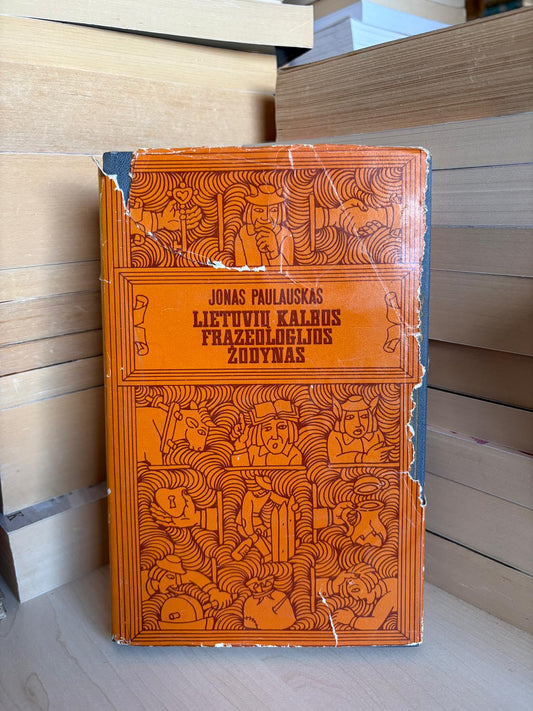 JONAS PAULAUSKAS
LIETUVIŲ KALBOS
FRAZEOLOGIJOS
ŽODYNAS